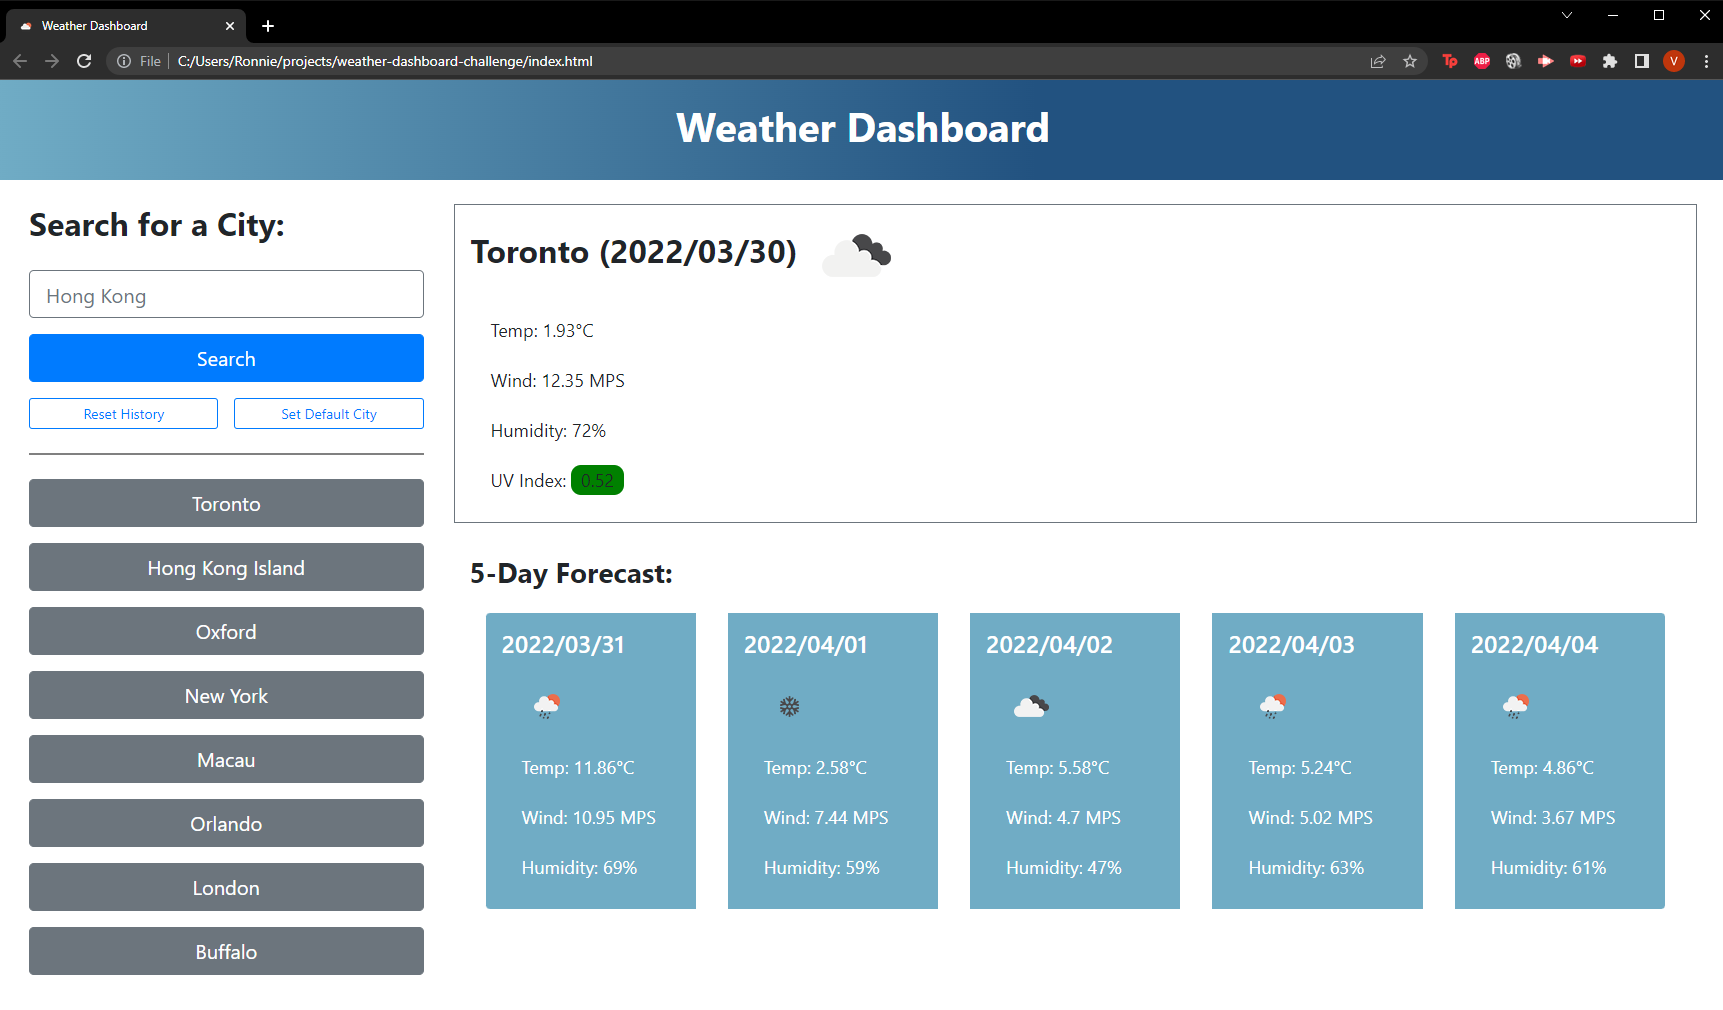 Weather Dashboard
File C:/Users/Ronnie/projects/weather-dashboard-challenge/index.html
Tp ABP V
Weather Dashboard
Search for a City:
Hong Kong
Search
Reset History Set Default City
Toronto
Hong Kong Island
Oxford
New York
Macau
Orlando
London
Buffalo
Toronto (2022/03/30)
Temp: 1.93°C
Wind: 12.35 MPS
Humidity: 72%
UV Index: 0.52
5-Day Forecast:
2022/03/31
Temp: 11.86°C
Wind: 10.95 MPS
Humidity: 69%
2022/04/01
Temp: 2.58°C
Wind: 7.44 MPS
Humidity: 59%
2022/04/02
Temp: 5.58°C
Wind: 4.7 MPS
Humidity: 47%
2022/04/03
Temp: 5.24°C
Wind: 5.02 MPS
Humidity: 63%
2022/04/04
Temp: 4.86°C
Wind: 3.67 MPS
Humidity: 61%